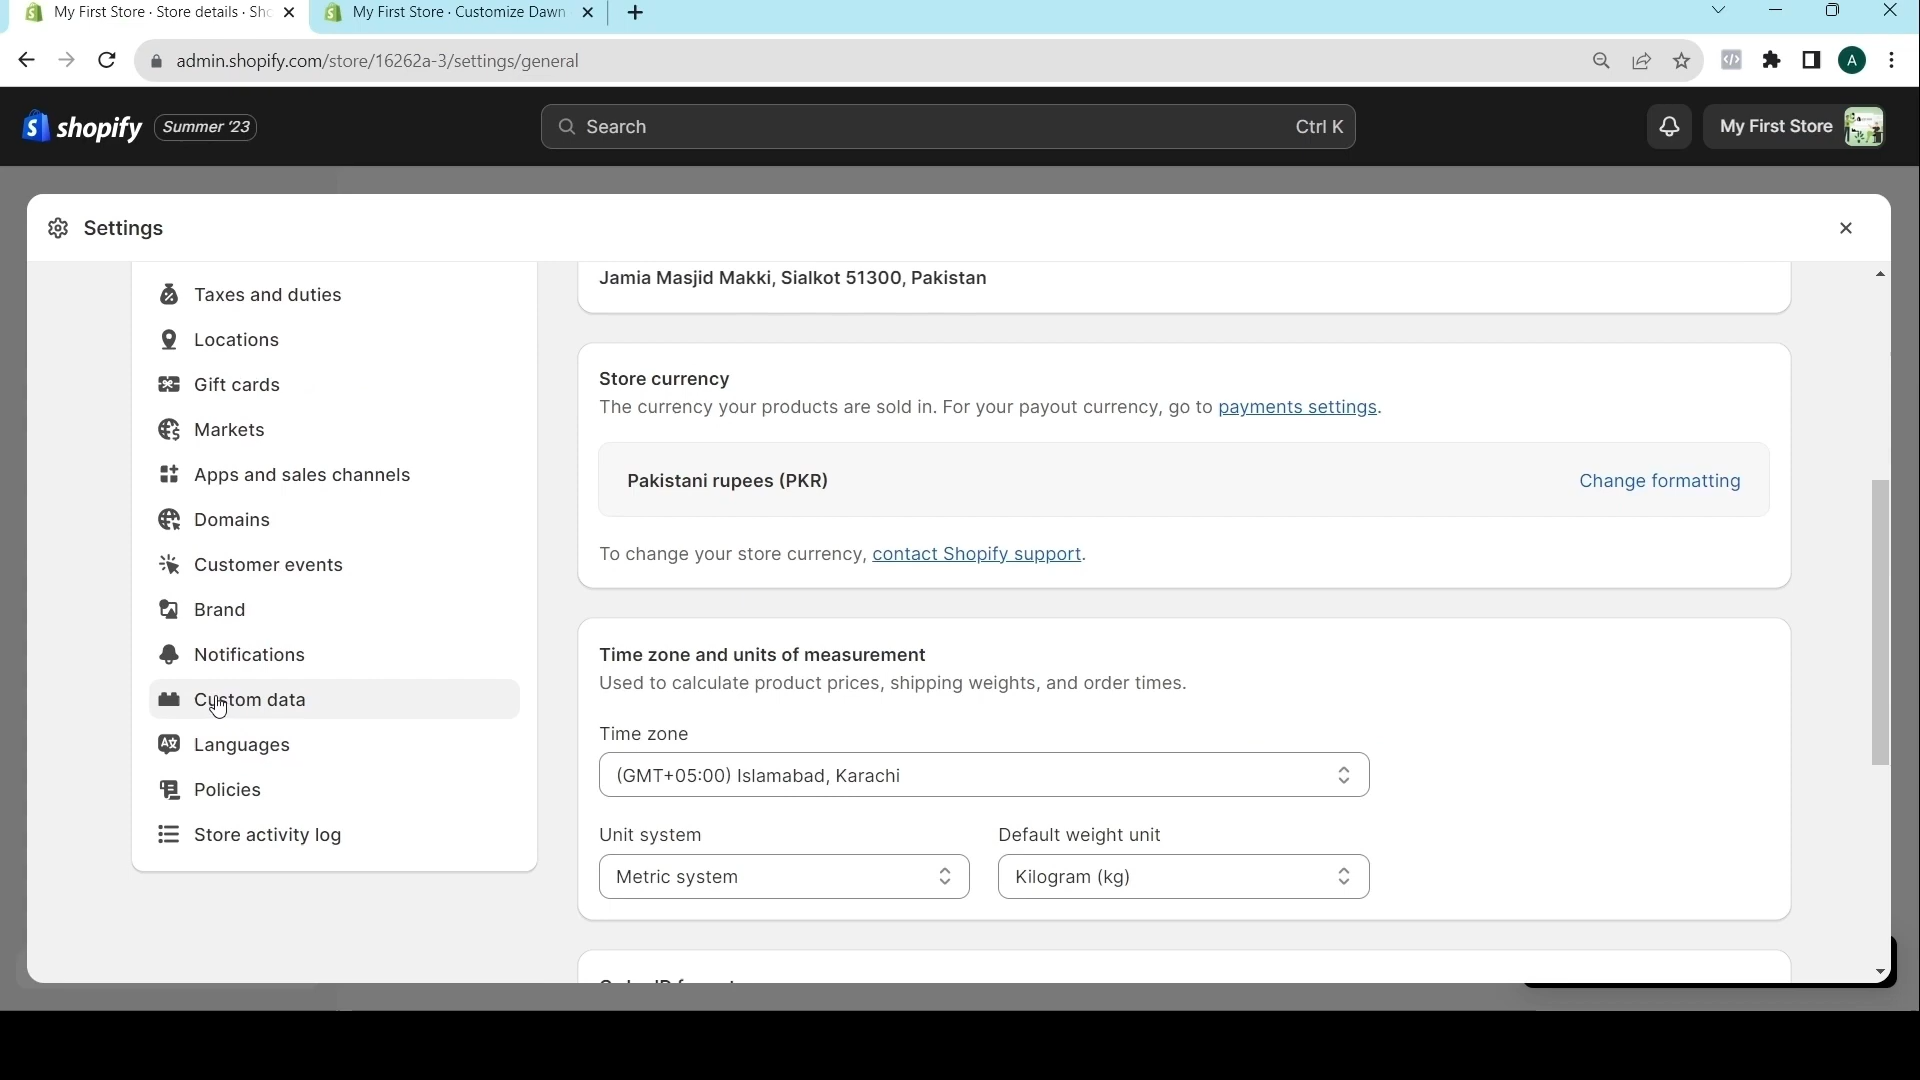 My First Store · Store details · Sh
My First Store · Customize Dawn
admin.shopify.com/store/16262a-3/settings/general
A
shopify
Summer '23
Search
Ctrl K
My First Store
Settings
Taxes and duties
Locations
Gift cards
Markets
Apps and sales channels
Domains
Customer events
Brand
Notifications
Custom data
Languages
Policies
Store activity log
Jamia Masjid Makki, Sialkot 51300, Pakistan
Store currency
The currency your products are sold in. For your payout currency, go to payments settings.
Pakistani rupees (PKR)
Change formatting
To change your store currency, contact Shopify support.
Time zone and units of measurement
Used to calculate product prices, shipping weights, and order times.
Time zone
(GMT+05:00) Islamabad, Karachi
Unit system
Default weight unit
Metric system
Kilogram (kg)